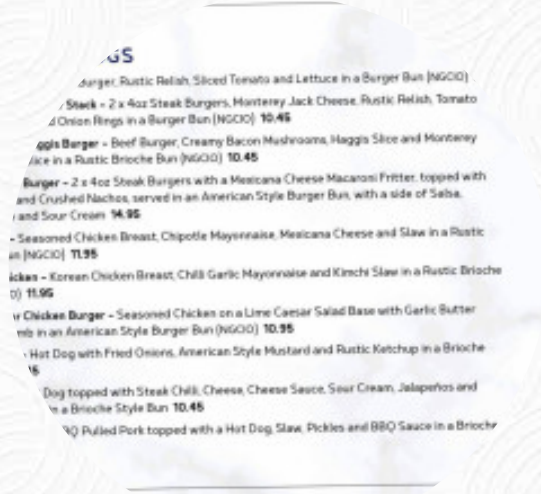 GS
Burger, Rustic Relish, Sliced Tomato and Lettuce in a Burger Bun (NGCIO)
Stack – 2 x 4oz Steak Burgers, Monterey Jack Cheese, Rustic Relish, Tomato
d Onion Rings in a Burger Bun (NGCIO) 10.45
ggis Burger – Beef Burger, Creamy Bacon Mushrooms, Haggis Slice and Monterey
lice in a Rustic Brioche Bun (NGCIO) 10.45
Burger – 2 x 4oz Steak Burgers with a Mexicana Cheese Macaroni Fritter, topped with
and Crushed Nachos, served in an American Style Burger Bun, with a side of Salsa,
and Sour Cream 14.95
– Seasoned Chicken Breast, Chipotle Mayonnaise, Mexicana Cheese and Slaw in a Rustic
un (NGCIO) 11.95
icken – Korean Chicken Breast, Chilli Garlic Mayonnaise and Kimchi Slaw in a Rustic Brioche
O) 11.95
r Chicken Burger – Seasoned Chicken on a Lime Caesar Salad Base with Garlic Butter
mb in an American Style Burger Bun (NGCIO) 10.95
Hot Dog with Fried Onions, American Style Mustard and Rustic Ketchup in a Brioche
Dog topped with Steak Chilli, Cheese, Cheese Sauce, Sour Cream, Jalapeños and
in a Brioche Style Bun 10.45
BQ Pulled Pork topped with a Hot Dog, Slaw, Pickles and BBQ Sauce in a Brioche